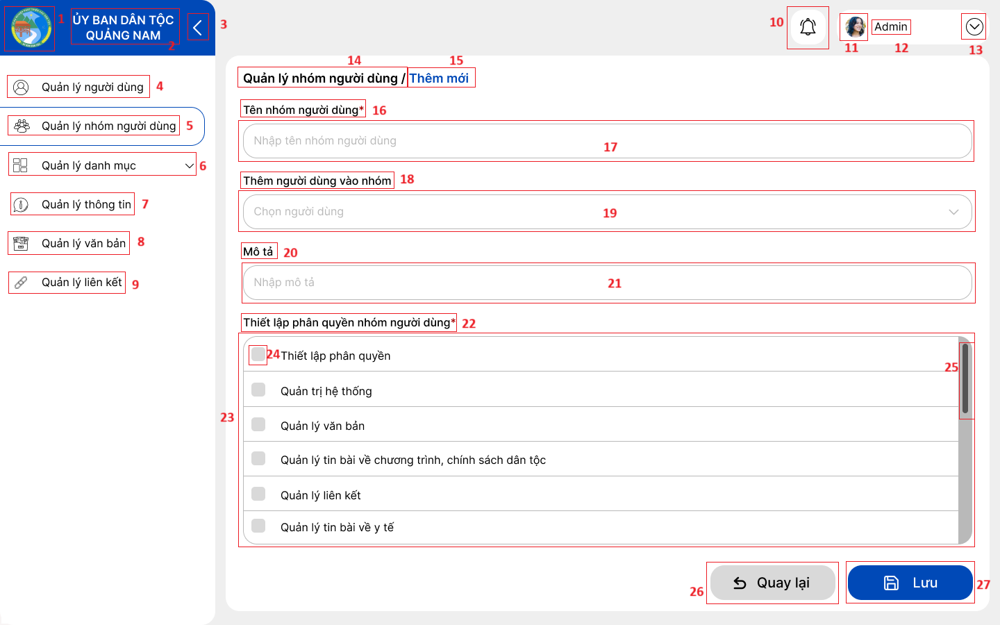 1
ỦY BAN DÂN TỘC
QUẢNG NAM
2
3
Quản lý người dùng 4
Quản lý nhóm người dùng 5
Quản lý danh mục 6
Quản lý thông tin 7
Quản lý văn bản 8
Quản lý liên kết 9
10
11
Admin
12
13
14
15
Quản lý nhóm người dùng / Thêm mới
Tên nhóm người dùng* 16
Nhập tên nhóm người dùng 17
Thêm người dùng vào nhóm 18
Chọn người dùng 19
Mô tả 20
Nhập mô tả 21
Thiết lập phân quyền nhóm người dùng* 22
23
24 Thiết lập phân quyền
25
Quản trị hệ thống
Quản lý văn bản
Quản lý tin bài về chương trình, chính sách dân tộc
Quản lý liên kết
Quản lý tin bài về y tế
26 Quay lại
Lưu 27